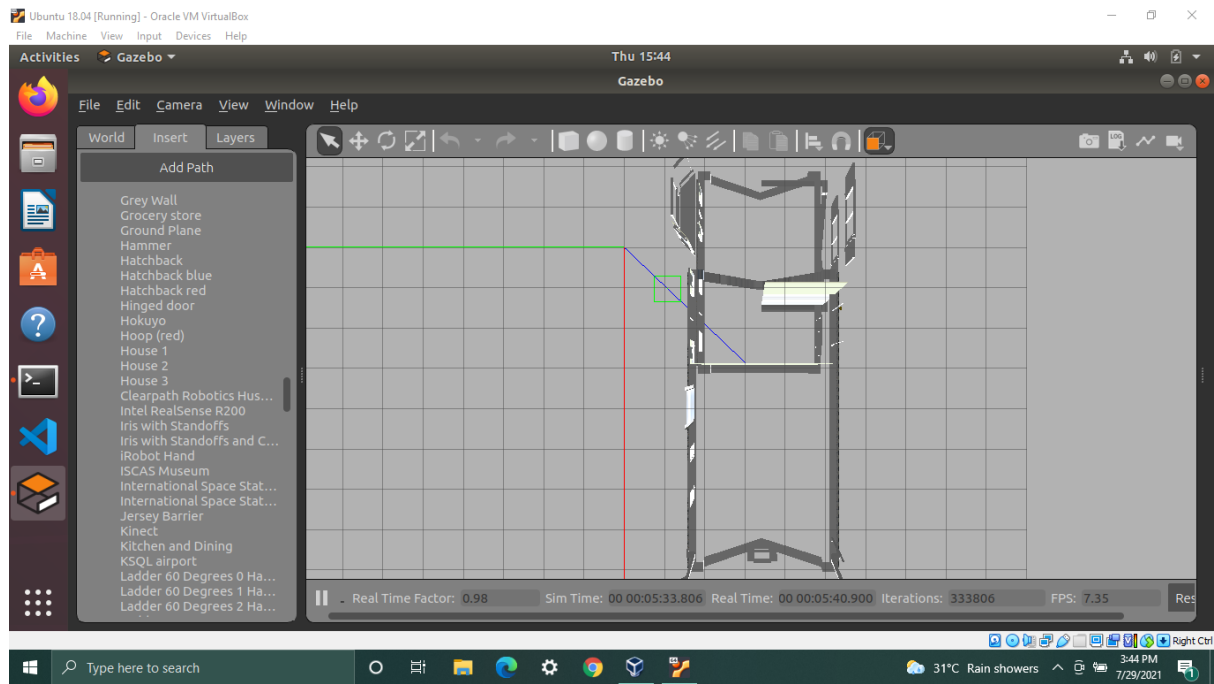 Ubuntu 18.04 [Running] - Oracle VM VirtualBox
File Machine View Input Devices Help
Activities Gazebo Thu 15:44
Gazebo
File Edit Camera View Window Help
World Insert Layers
Add Path
Grey Wall
Grocery store
Ground Plane
Hammer
Hatchback
Hatchback blue
Hatchback red
Hinged door
Hokuyo
Hoop (red)
House 1
House 2
House 3
Clearpath Robotics Hus...
Intel RealSense R200
Iris with Standoffs
Iris with Standoffs and C...
iRobot Hand
ISCAS Museum
International Space Stat...
International Space Stat...
Jersey Barrier
Kinect
Kitchen and Dining
KSQL airport
Ladder 60 Degrees 0 Ha...
Ladder 60 Degrees 1 Ha...
Ladder 60 Degrees 2 Ha...
Real Time Factor: 0.98 Sim Time: 00 00:05:33.806 Real Time: 00 00:05:40.900 Iterations: 333806 FPS: 7.35 Res
Right Ctrl
Type here to search 31°C Rain showers 3:44 PM
7/29/2021